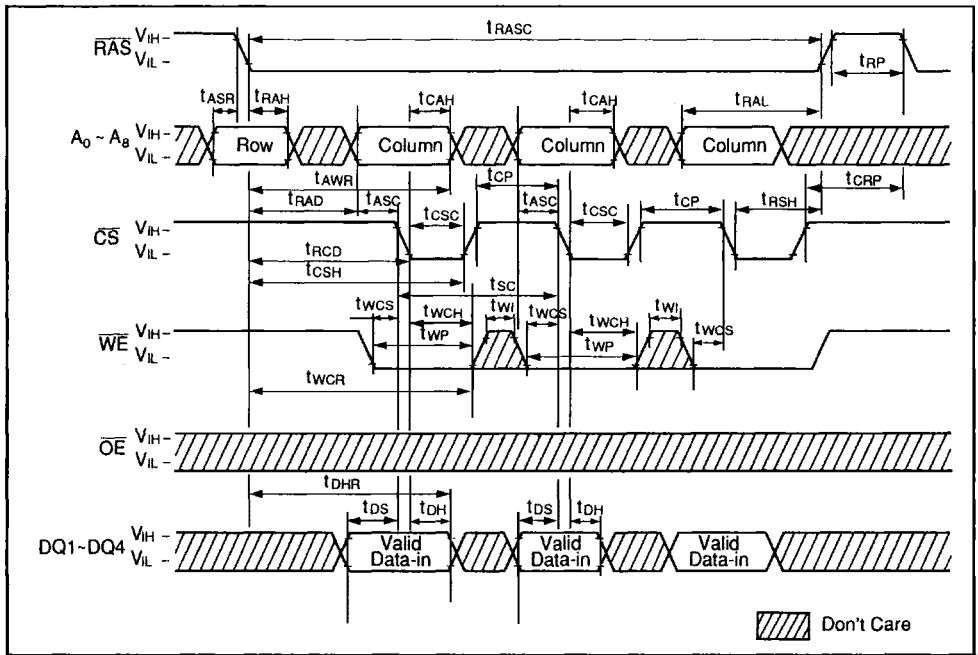 tRASC
RAS VIH
VIL
tRP
tASR tRAH tCAH tCAH tRAL
A0 ~ A8 VIH
VIL
Row Column Column Column
tAWR tCP tCRP
tRAD tASC tCSC tASC tCSC tCP tRSH
CS VIH
VIL
tRCD
tCSH
tSC
tWCS tWCH tWI tWCS tWCH tWI tWCS
WE VIH
VIL
tWP tWP
tWCR
OE VIH
VIL
tDHR
tDS tDH tDS tDH
DQ1~DQ4 VIH
VIL
Valid Data-in
Valid Data-in
Valid Data-in
Don't Care